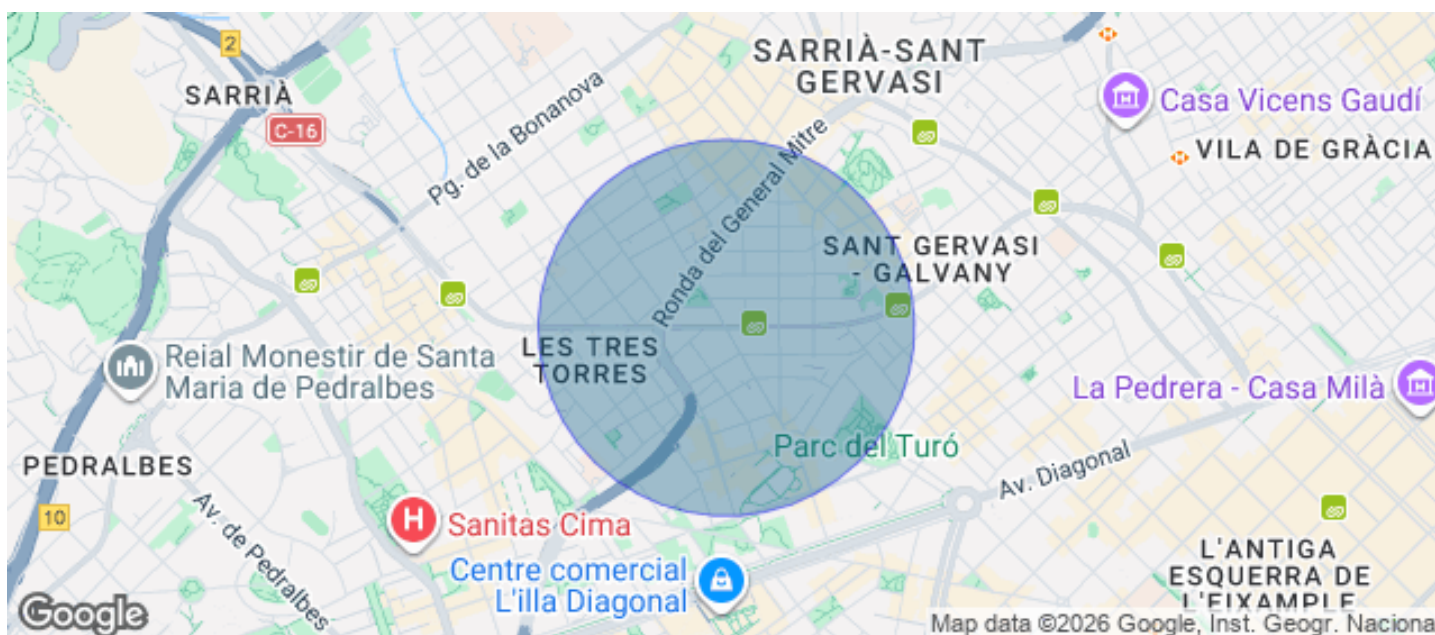 2
SARRIÀ
C-16
Pg. de la Bonanova
SARRIÀ-SANT
GERVASI
Casa Vicens Gaudí
VILA DE GRÀCIA
Ronda del General Mitre
SANT GERVASI
- GALVANY
LES TRES
TORRES
Reial Monestir de Santa
Maria de Pedralbes
La Pedrera - Casa Milà
PEDRALBES
Parc del Turó
Av. Diagonal
10
Av. de Pedralbes
H
Sanitas Cima
Centre comercial
L'illa Diagonal
L'ANTIGA
ESQUERRA DE
L'EIXAMPLE
Google
Map data ©2026 Google, Inst. Geogr. Naciona